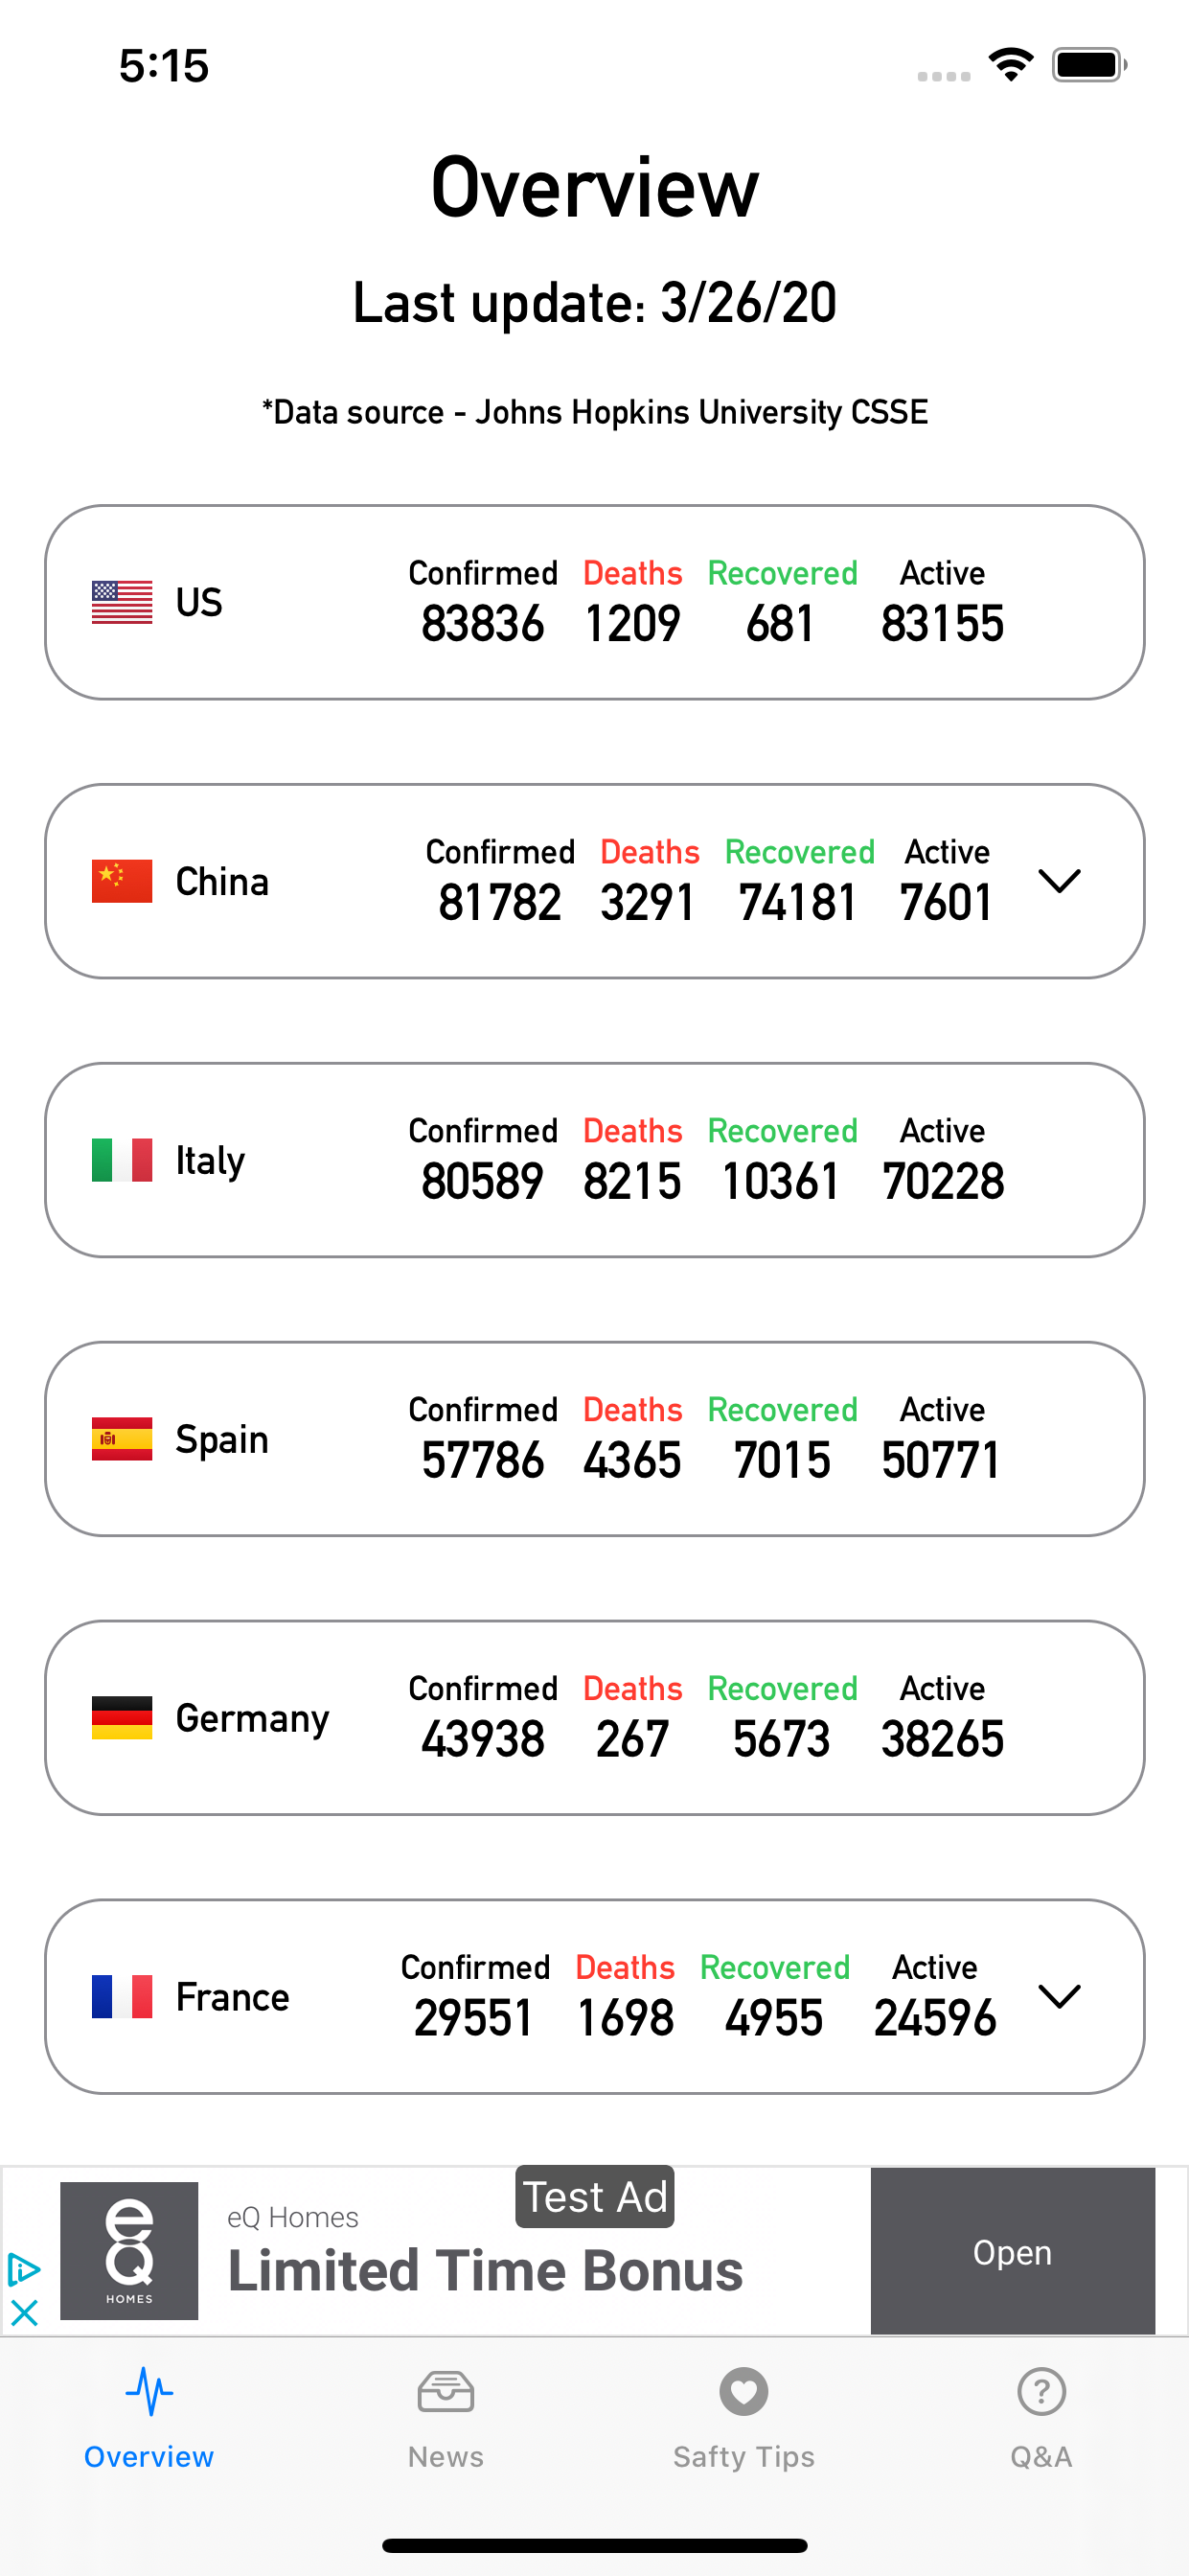 5:15
Overview
Last update: 3/26/20
*Data source - Johns Hopkins University CSSE
US
Confirmed Deaths Recovered Active
83836 1209 681 83155
China
Confirmed Deaths Recovered Active
81782 3291 74181 7601
Italy
Confirmed Deaths Recovered Active
80589 8215 10361 70228
Spain
Confirmed Deaths Recovered Active
57786 4365 7015 50771
Germany
Confirmed Deaths Recovered Active
43938 267 5673 38265
France
Confirmed Deaths Recovered Active
29551 1698 4955 24596
Test Ad
eQ HOMES
eQ Homes
Limited Time Bonus
Open
Overview News Safty Tips Q&A